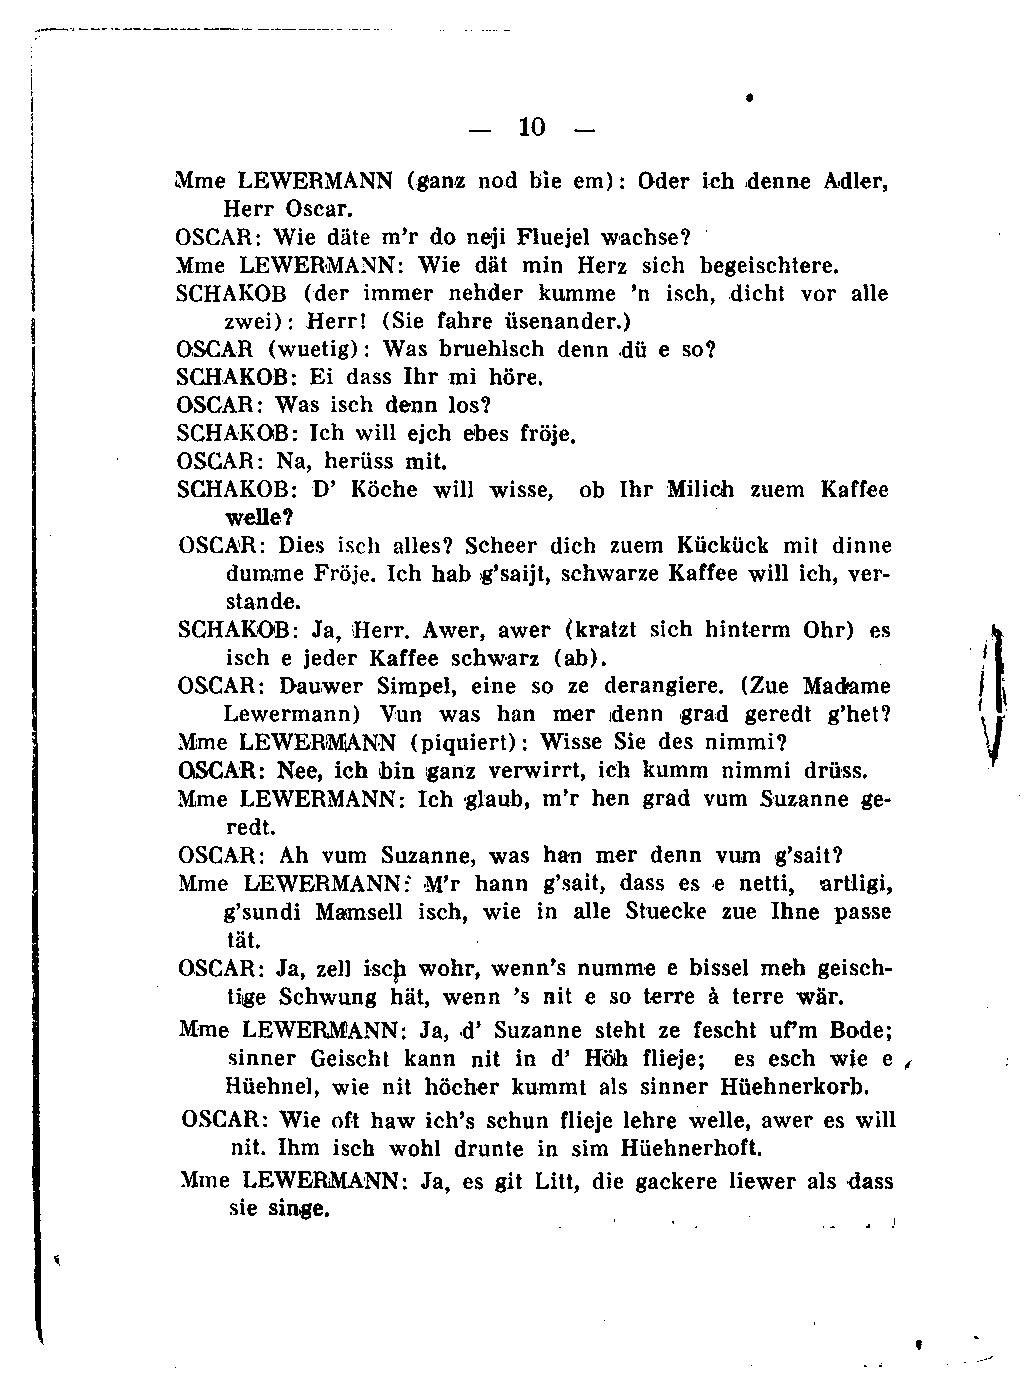 — 10 —
Mme LEWERMANN (ganz nod bie em): Oder ich denne Adler,
Herr Oscar.
OSCAR: Wie däte m'r do neji Fluejel wachse?
Mme LEWERMANN: Wie dät min Herz sich begeischtere.
SCHAKOB (der immer nehder kumme 'n isch, dicht vor alle
zwei): Herr! (Sie fahre üsenander.)
OSCAR (wuetig): Was bruehlsch denn dü e so?
SCHAKOB: Ei dass Ihr mi höre.
OSCAR: Was isch denn los?
SCHAKOB: Ich will ejch ebes fröje.
OSCAR: Na, herüss mit.
SCHAKOB: D' Köche will wisse, ob Ihr Milich zuem Kaffee
welle?
OSCAR: Dies isch alles? Scheer dich zuem Kückück mit dinne
dumme Fröje. Ich hab g'saijt, schwarze Kaffee will ich, ver-
stande.
SCHAKOB: Ja, Herr. Awer, awer (kratzt sich hinterm Ohr) es
isch e jeder Kaffee schwarz (ab).
OSCAR: Dauwer Simpel, eine so ze derangiere. (Zue Madame
Lewermann) Vun was han mer denn grad geredt g'het?
Mme LEWERMANN (piquiert): Wisse Sie des nimmi?
OSCAR: Nee, ich bin ganz verwirrt, ich kumm nimmi drüss.
Mme LEWERMANN: Ich glaub, m'r hen grad vum Suzanne ge-
redt.
OSCAR: Ah vum Suzanne, was han mer denn vum g'sait?
Mme LEWERMANN: M'r hann g'sait, dass es e netti, artligi,
g'sundi Mamsell isch, wie in alle Stuecke zue Ihne passe
tät.
OSCAR: Ja, zell isch wohr, wenn's numme e bissel meh geisch-
tige Schwung hät, wenn 's nit e so terre à terre wär.
Mme LEWERMANN: Ja, d' Suzanne steht ze fescht uf'm Bode;
sinner Geischt kann nit in d' Höh flieje; es esch wie e
Hüehnel, wie nit höcher kummt als sinner Hüehnerkorb.
OSCAR: Wie oft haw ich's schun flieje lehre welle, awer es will
nit. Ihm isch wohl drunte in sim Hüehnerhoft.
Mme LEWERMANN: Ja, es git Litt, die gackere liewer als dass
sie singe.